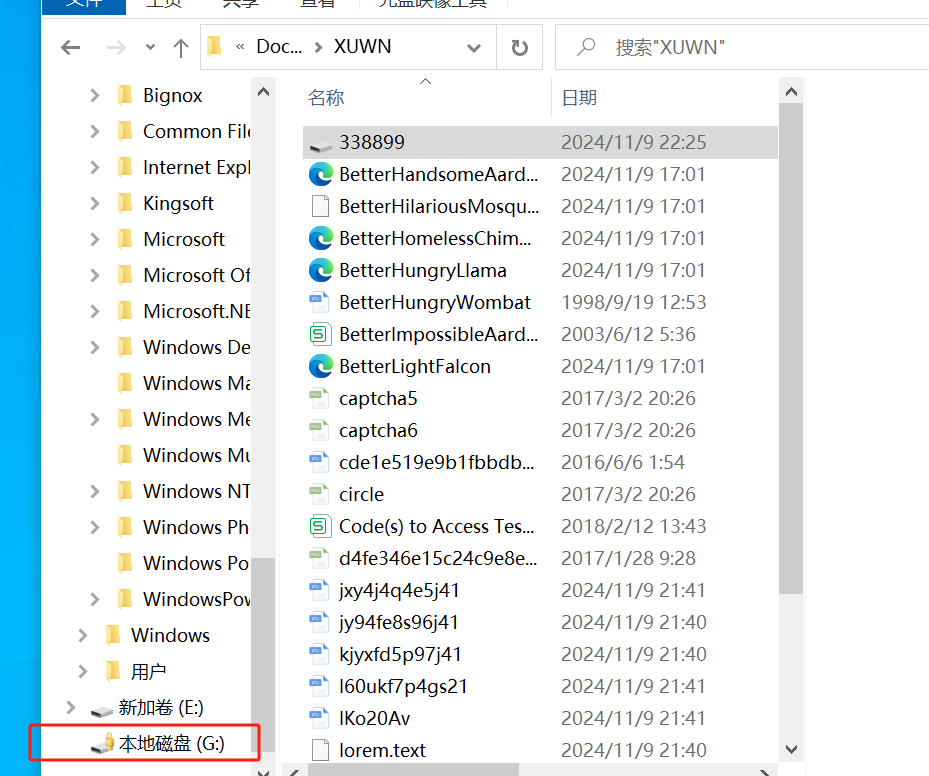 文件 主页 共享 查看 光盘映像工具
« Doc... › XUWN
搜索"XUWN"
Bignox
Common File
Internet Expl
Kingsoft
Microsoft
Microsoft Of
Microsoft.NE
Windows De
Windows Ma
Windows Me
Windows Mu
Windows NT
Windows Ph
Windows Po
WindowsPow
Windows
用户
新加卷 (E:)
本地磁盘 (G:)
名称 日期
338899 2024/11/9 22:25
BetterHandsomeAard... 2024/11/9 17:01
BetterHilariousMosqu... 2024/11/9 17:01
BetterHomelessChim... 2024/11/9 17:01
BetterHungryLlama 2024/11/9 17:01
BetterHungryWombat 1998/9/19 12:53
BetterImpossibleAard... 2003/6/12 5:36
BetterLightFalcon 2024/11/9 17:01
captcha5 2017/3/2 20:26
captcha6 2017/3/2 20:26
cde1e519e9b1fbbdb... 2016/6/6 1:54
circle 2017/3/2 20:26
Code(s) to Access Tes... 2018/2/12 13:43
d4fe346e15c24c9e8e... 2017/1/28 9:28
jxy4j4q4e5j41 2024/11/9 21:41
jy94fe8s96j41 2024/11/9 21:40
kjyxfd5p97j41 2024/11/9 21:40
l60ukf7p4gs21 2024/11/9 21:41
lKo20Av 2024/11/9 21:41
lorem.text 2024/11/9 21:40